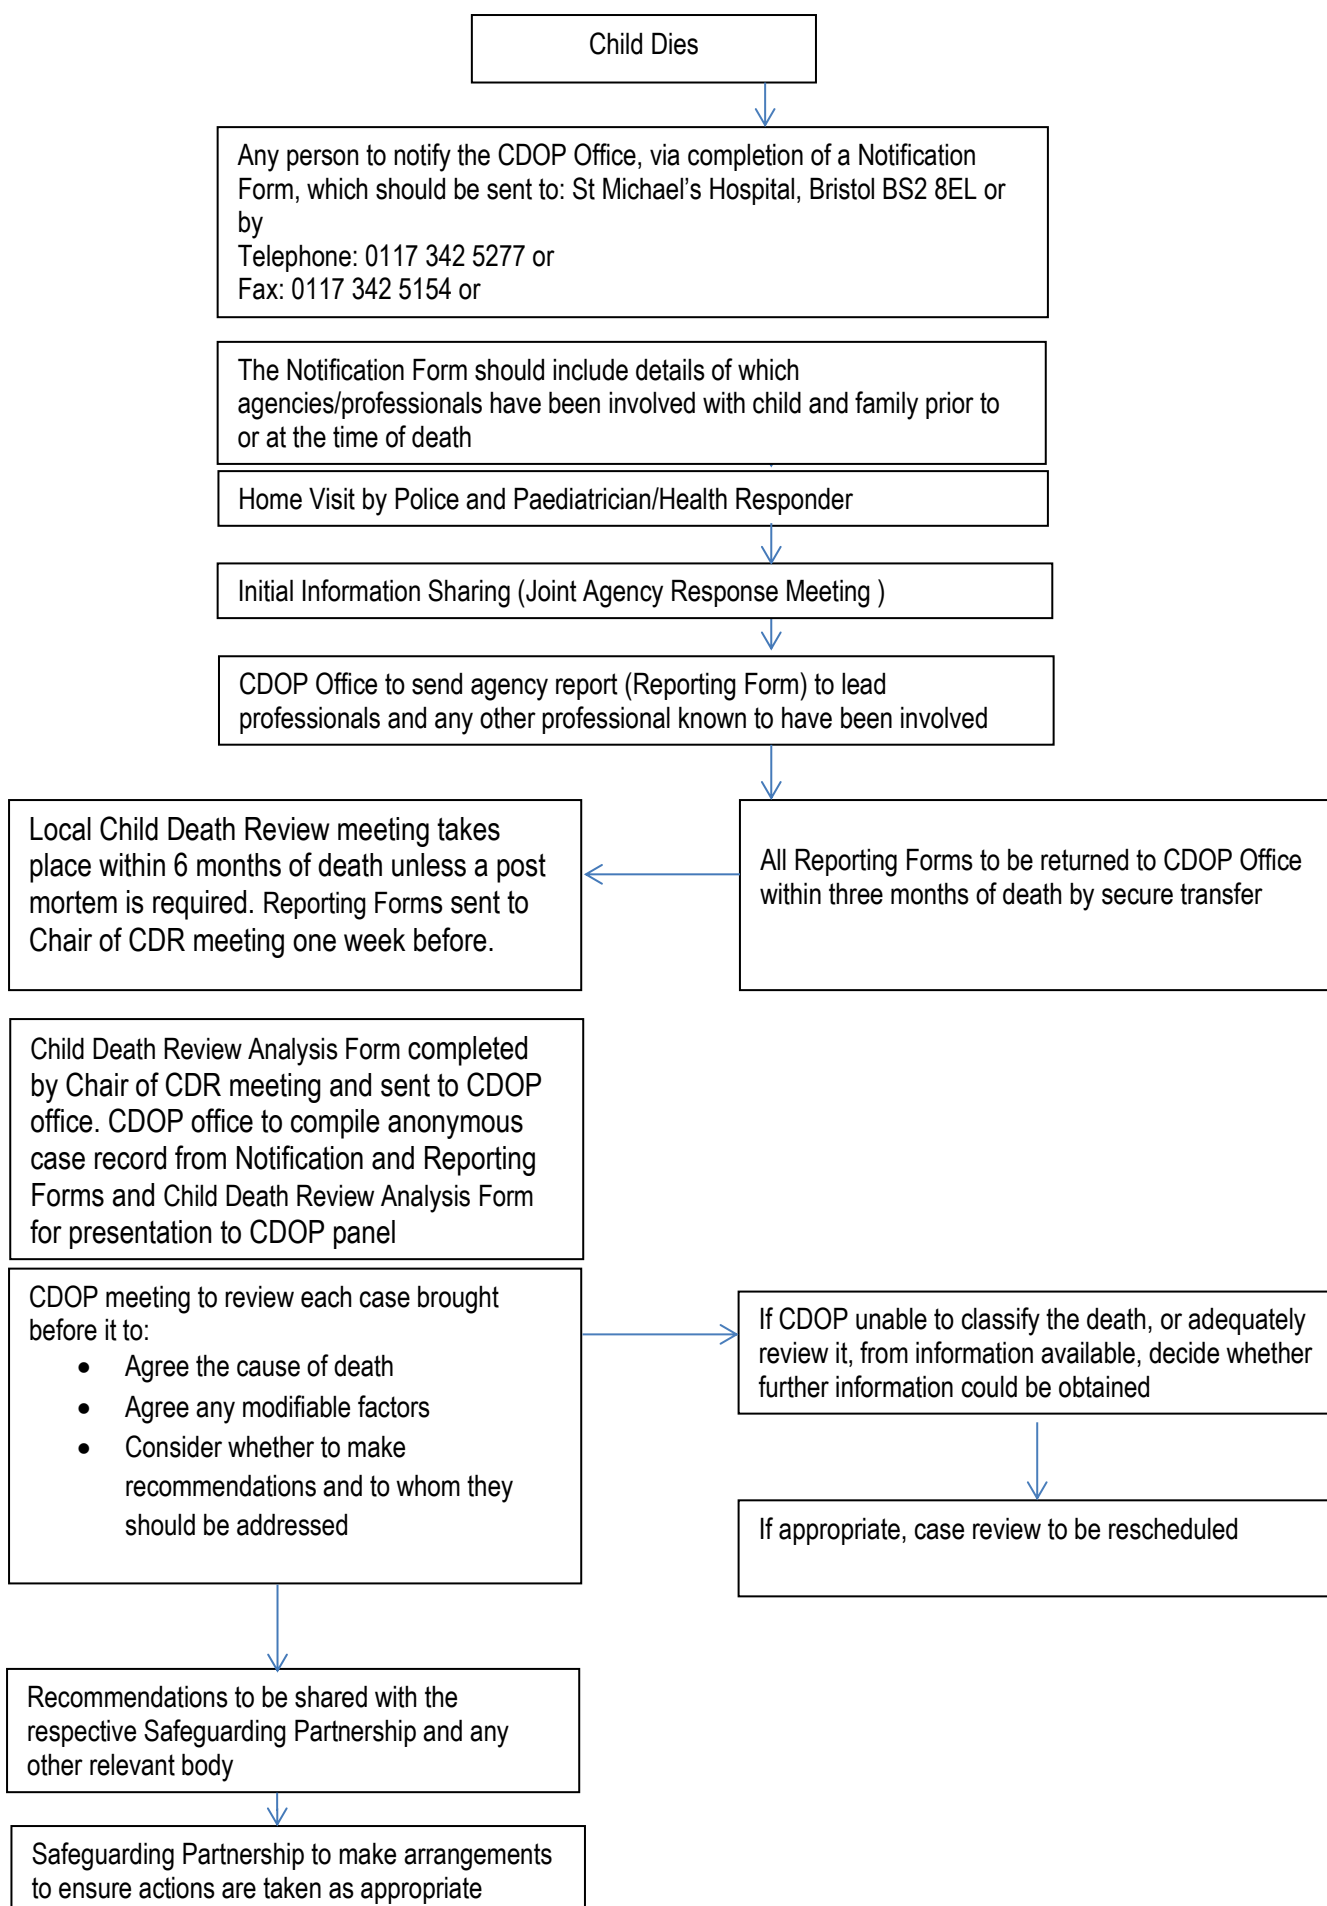 Child Dies
Any person to notify the CDOP Office, via completion of a Notification
Form, which should be sent to: St Michael’s Hospital, Bristol BS2 8EL or
by
Telephone: 0117 342 5277 or
Fax: 0117 342 5154 or
The Notification Form should include details of which
agencies/professionals have been involved with child and family prior to
or at the time of death
Home Visit by Police and Paediatrician/Health Responder
Initial Information Sharing (Joint Agency Response Meeting )
CDOP Office to send agency report (Reporting Form) to lead
professionals and any other professional known to have been involved
All Reporting Forms to be returned to CDOP Office
within three months of death by secure transfer
Local Child Death Review meeting takes
place within 6 months of death unless a post
mortem is required. Reporting Forms sent to
Chair of CDR meeting one week before.
Child Death Review Analysis Form completed
by Chair of CDR meeting and sent to CDOP
office. CDOP office to compile anonymous
case record from Notification and Reporting
Forms and Child Death Review Analysis Form
for presentation to CDOP panel
CDOP meeting to review each case brought
before it to:
• Agree the cause of death
• Agree any modifiable factors
• Consider whether to make
recommendations and to whom they
should be addressed
If CDOP unable to classify the death, or adequately
review it, from information available, decide whether
further information could be obtained
If appropriate, case review to be rescheduled
Recommendations to be shared with the
respective Safeguarding Partnership and any
other relevant body
Safeguarding Partnership to make arrangements
to ensure actions are taken as appropriate